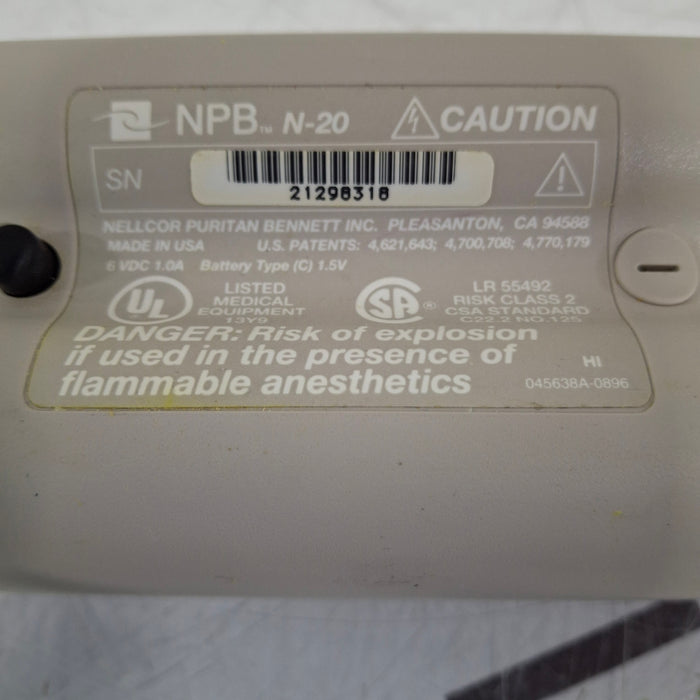 NPB™ N-20 CAUTION
SN
21298318
NELLCOR PURITAN BENNETT INC. PLEASANTON, CA 94588
MADE IN USA U.S. PATENTS: 4,621,643; 4,700,708; 4,770,179
6 VDC 1.0A Battery Type (C) 1.5V
UL LISTED
MEDICAL
EQUIPMENT
13Y9
SA® LR 55492
RISK CLASS 2
CSA STANDARD
C22.2 NO.125
DANGER: Risk of explosion
if used in the presence of
flammable anesthetics
HI
045638A-0896